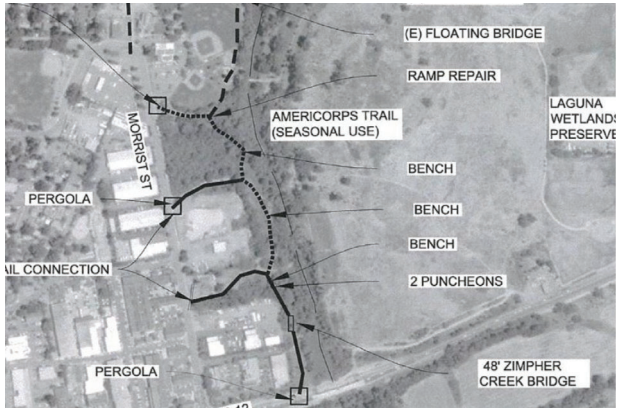 (E) FLOATING BRIDGE
RAMP REPAIR
AMERICORPS TRAIL
(SEASONAL USE)
LAGUNA
WETLANDS
PRESERVE
MORRIST ST
BENCH
PERGOLA
BENCH
BENCH
AIL CONNECTION
2 PUNCHEONS
PERGOLA
48' ZIMPHER
CREEK BRIDGE
12